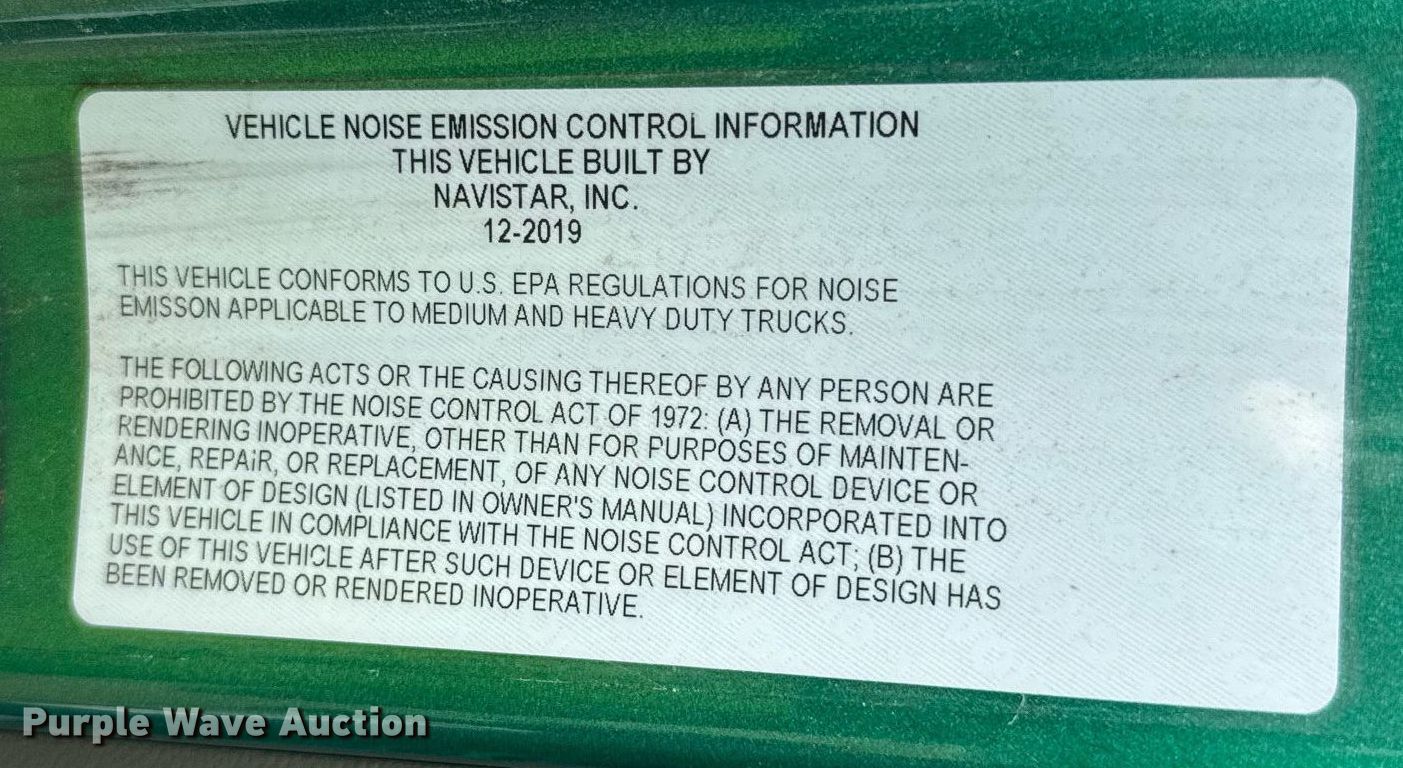 VEHICLE NOISE EMISSION CONTROL INFORMATION
THIS VEHICLE BUILT BY
NAVISTAR, INC.
12-2019
THIS VEHICLE CONFORMS TO U.S. EPA REGULATIONS FOR NOISE
EMISSON APPLICABLE TO MEDIUM AND HEAVY DUTY TRUCKS.
THE FOLLOWING ACTS OR THE CAUSING THEREOF BY ANY PERSON ARE
PROHIBITED BY THE NOISE CONTROL ACT OF 1972: (A) THE REMOVAL OR
RENDERING INOPERATIVE, OTHER THAN FOR PURPOSES OF MAINTEN-
ANCE, REPAIR, OR REPLACEMENT, OF ANY NOISE CONTROL DEVICE OR
ELEMENT OF DESIGN (LISTED IN OWNER'S MANUAL) INCORPORATED INTO
THIS VEHICLE IN COMPLIANCE WITH THE NOISE CONTROL ACT; (B) THE
USE OF THIS VEHICLE AFTER SUCH DEVICE OR ELEMENT OF DESIGN HAS
BEEN REMOVED OR RENDERED INOPERATIVE.
Purple Wave Auction